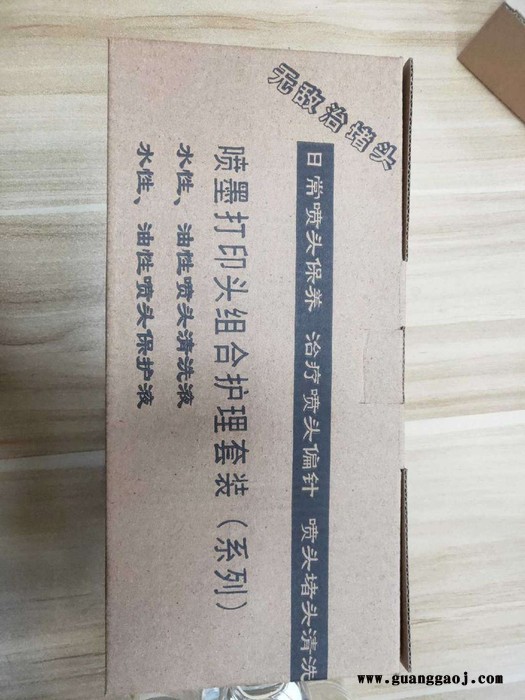 无敌治堵头
日常喷头保养 治疗喷头偏针 喷头堵头清洗
喷墨打印头组合护理套装（系列）
水性、油性喷头清洗液
水性、油性喷头保护液
www.guanggaoj.com